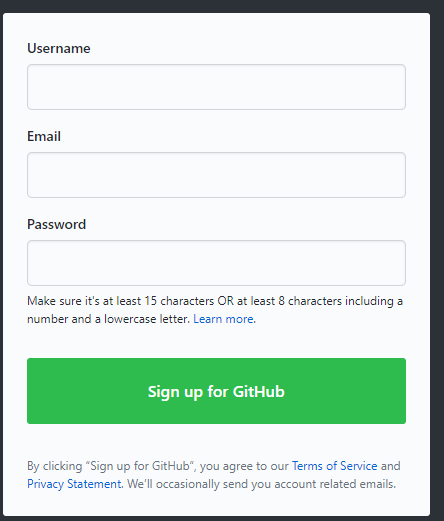 Username
Email
Password
Make sure it's at least 15 characters OR at least 8 characters including a
number and a lowercase letter. Learn more.
Sign up for GitHub
By clicking “Sign up for GitHub”, you agree to our Terms of Service and
Privacy Statement. We’ll occasionally send you account related emails.